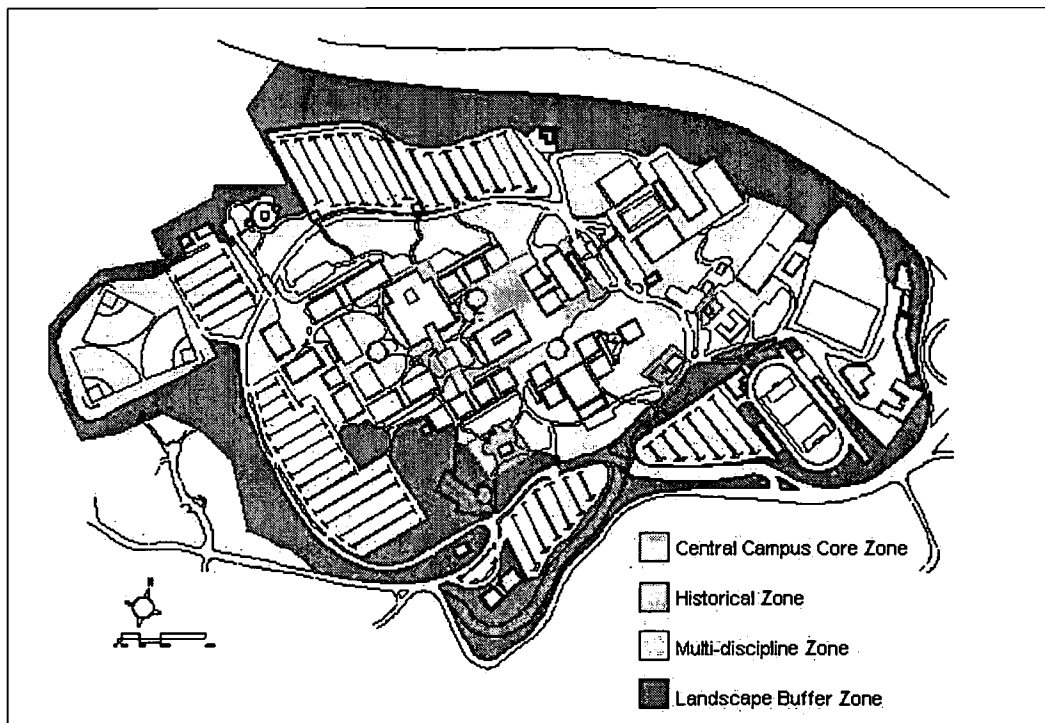 Central Campus Core Zone
Historical Zone
Multi-discipline Zone
Landscape Buffer Zone